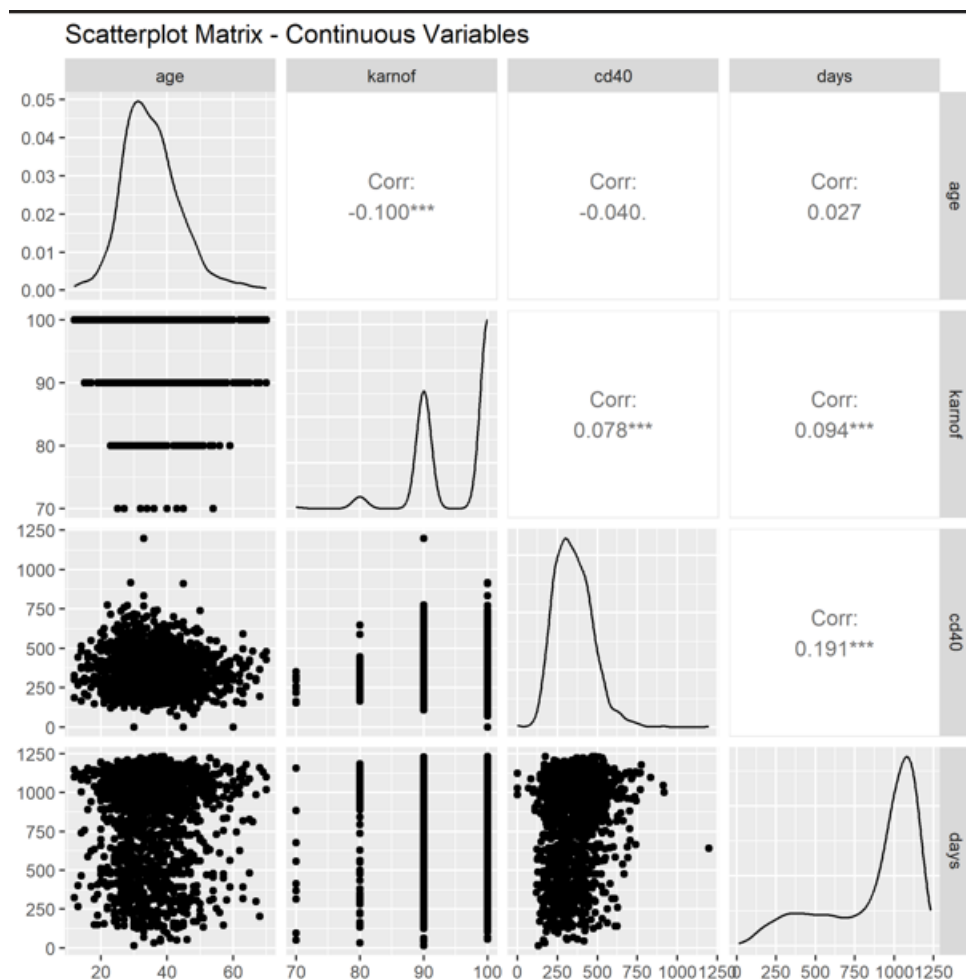 Scatterplot Matrix - Continuous Variables
age karnof cd40 days
0.05
0.04
0.03
0.02
0.01
0.00
Corr:
-0.100***
Corr:
-0.040.
Corr:
0.027
age
100
90
80
70
Corr:
0.078***
Corr:
0.094***
karnof
1250
1000
750
500
250
0
Corr:
0.191***
cd40
1250
1000
750
500
250
0
days
20 40 60 70 80 90 100 0 250 500 750 1000 1250 0 250 500 750 1000 1250